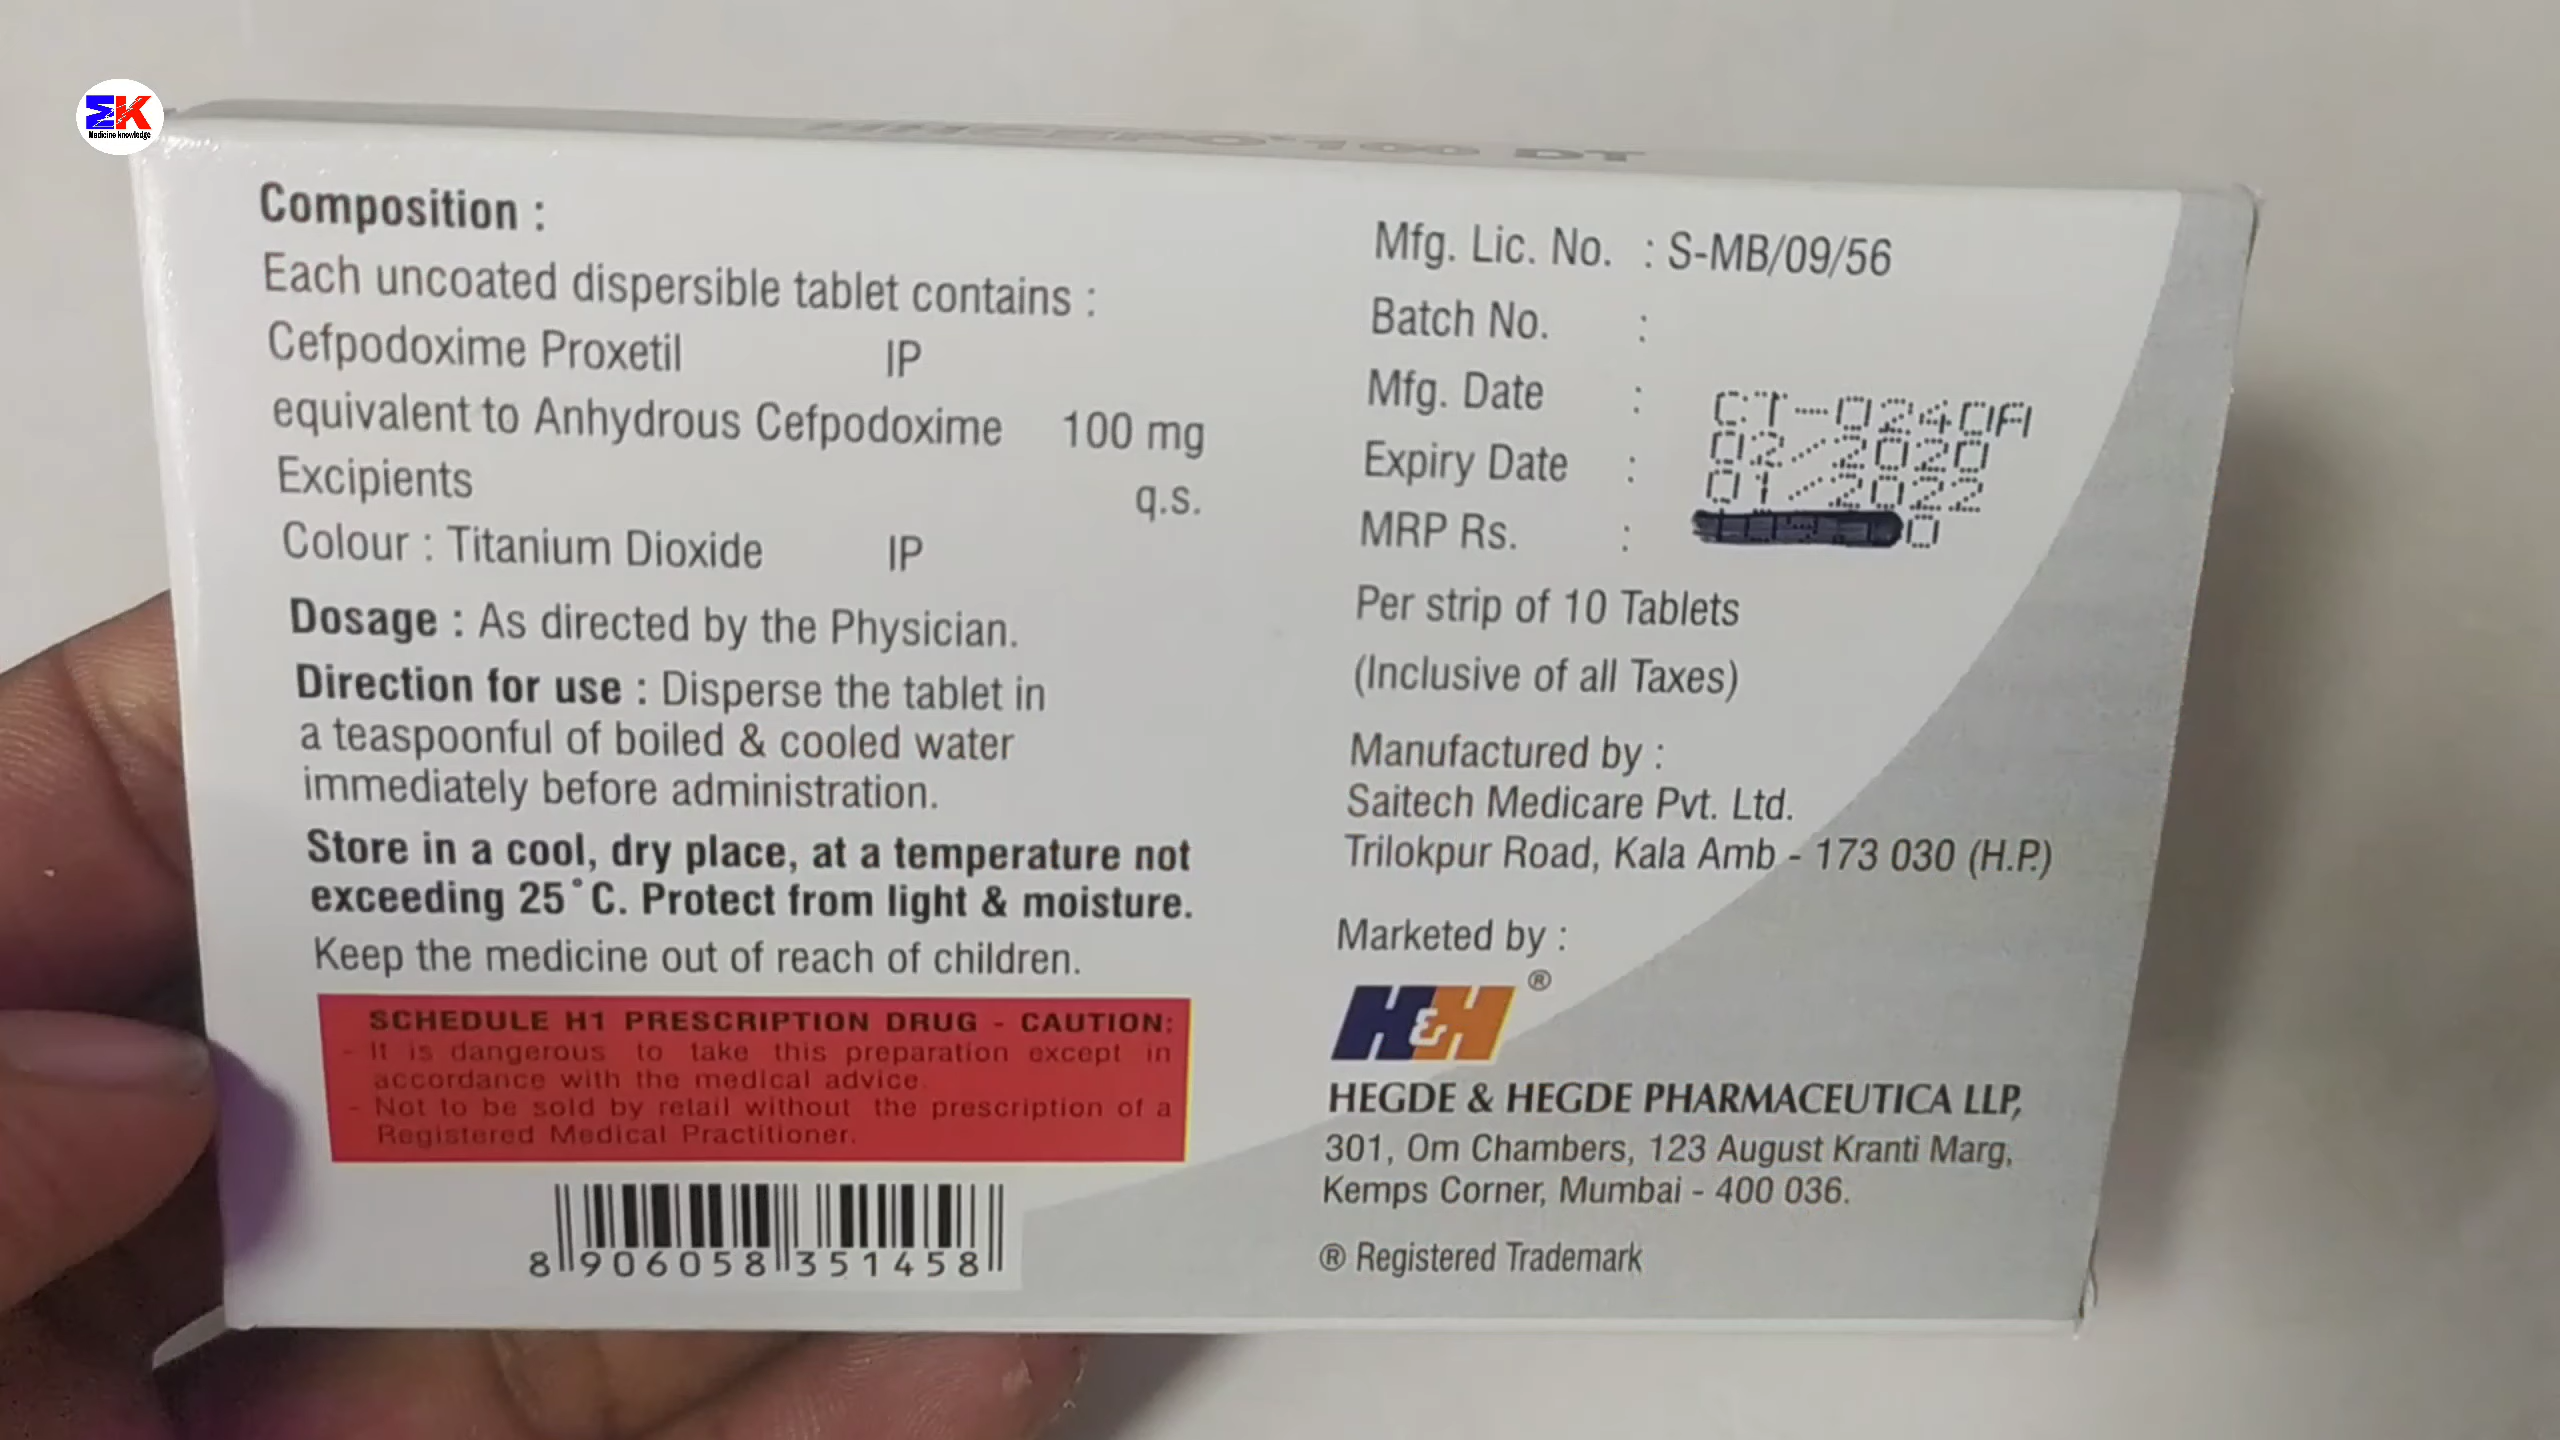 ΣK
Medicine knowledge
Composition :
Each uncoated dispersible tablet contains :
Cefpodoxime Proxetil IP
equivalent to Anhydrous Cefpodoxime 100 mg
Excipients q.s.
Colour : Titanium Dioxide IP
Dosage : As directed by the Physician.
Direction for use : Disperse the tablet in
a teaspoonful of boiled & cooled water
immediately before administration.
Store in a cool, dry place, at a temperature not
exceeding 25°C. Protect from light & moisture.
Keep the medicine out of reach of children.
SCHEDULE H1 PRESCRIPTION DRUG - CAUTION:
- It is dangerous to take this preparation except in
accordance with the medical advice.
- Not to be sold by retail without the prescription of a
Registered Medical Practitioner.
8 906058 351458
Mfg. Lic. No. : S-MB/09/56
Batch No. :
Mfg. Date :
Expiry Date :
MRP Rs. :
CT-0240A
02/2020
01/2022
0
Per strip of 10 Tablets
(Inclusive of all Taxes)
Manufactured by :
Saitech Medicare Pvt. Ltd.
Trilokpur Road, Kala Amb - 173 030 (H.P.)
Marketed by :
H&H ®
HEGDE & HEGDE PHARMACEUTICA LLP,
301, Om Chambers, 123 August Kranti Marg,
Kemps Corner, Mumbai - 400 036.
® Registered Trademark